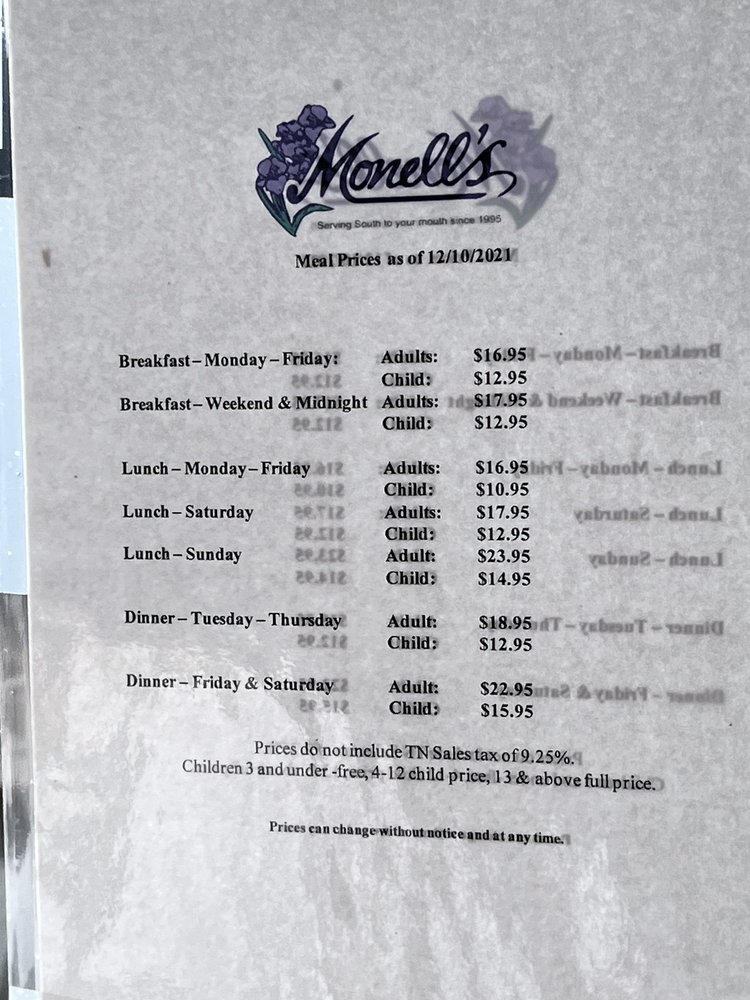 Monell's
Serving South to your mouth since 1995
Meal Prices as of 12/10/2021
Breakfast – Monday – Friday: Adults: $16.95
Child: $12.95
Breakfast – Weekend & Midnight Adults: $17.95
Child: $12.95
Lunch – Monday – Friday Adults: $16.95
Child: $10.95
Lunch – Saturday Adults: $17.95
Child: $12.95
Lunch – Sunday Adult: $23.95
Child: $14.95
Dinner – Tuesday – Thursday Adult: $18.95
Child: $12.95
Dinner – Friday & Saturday Adult: $22.95
Child: $15.95
Prices do not include TN Sales tax of 9.25%.
Children 3 and under -free, 4-12 child price, 13 & above full price.
Prices can change without notice and at any time.